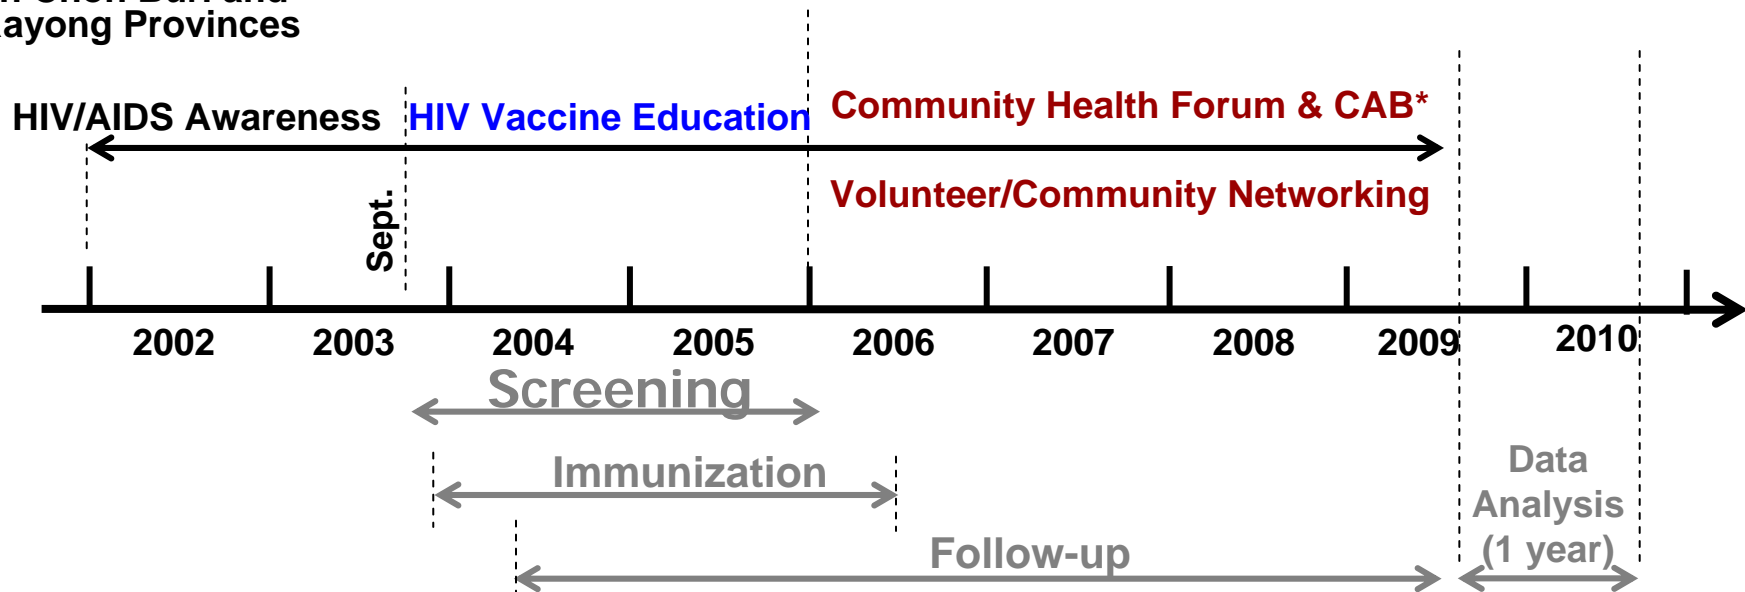 Provinces
HIV/AIDS Awareness
HIV Vaccine Education
Community Health Forum & CAB*
Volunteer/Community Networking
Sept.
2002 2003 2004 2005 2006 2007 2008 2009 2010
Screening
Immunization
Follow-up
Data
Analysis
(1 year)